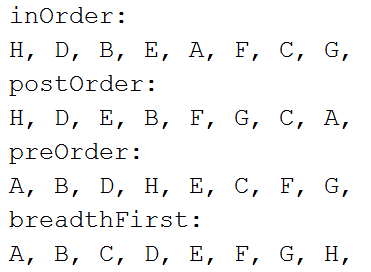 inOrder:
H, D, B, E, A, F, C, G,
postOrder:
H, D, E, B, F, G, C, A,
preOrder:
A, B, D, H, E, C, F, G,
breadthFirst:
A, B, C, D, E, F, G, H,